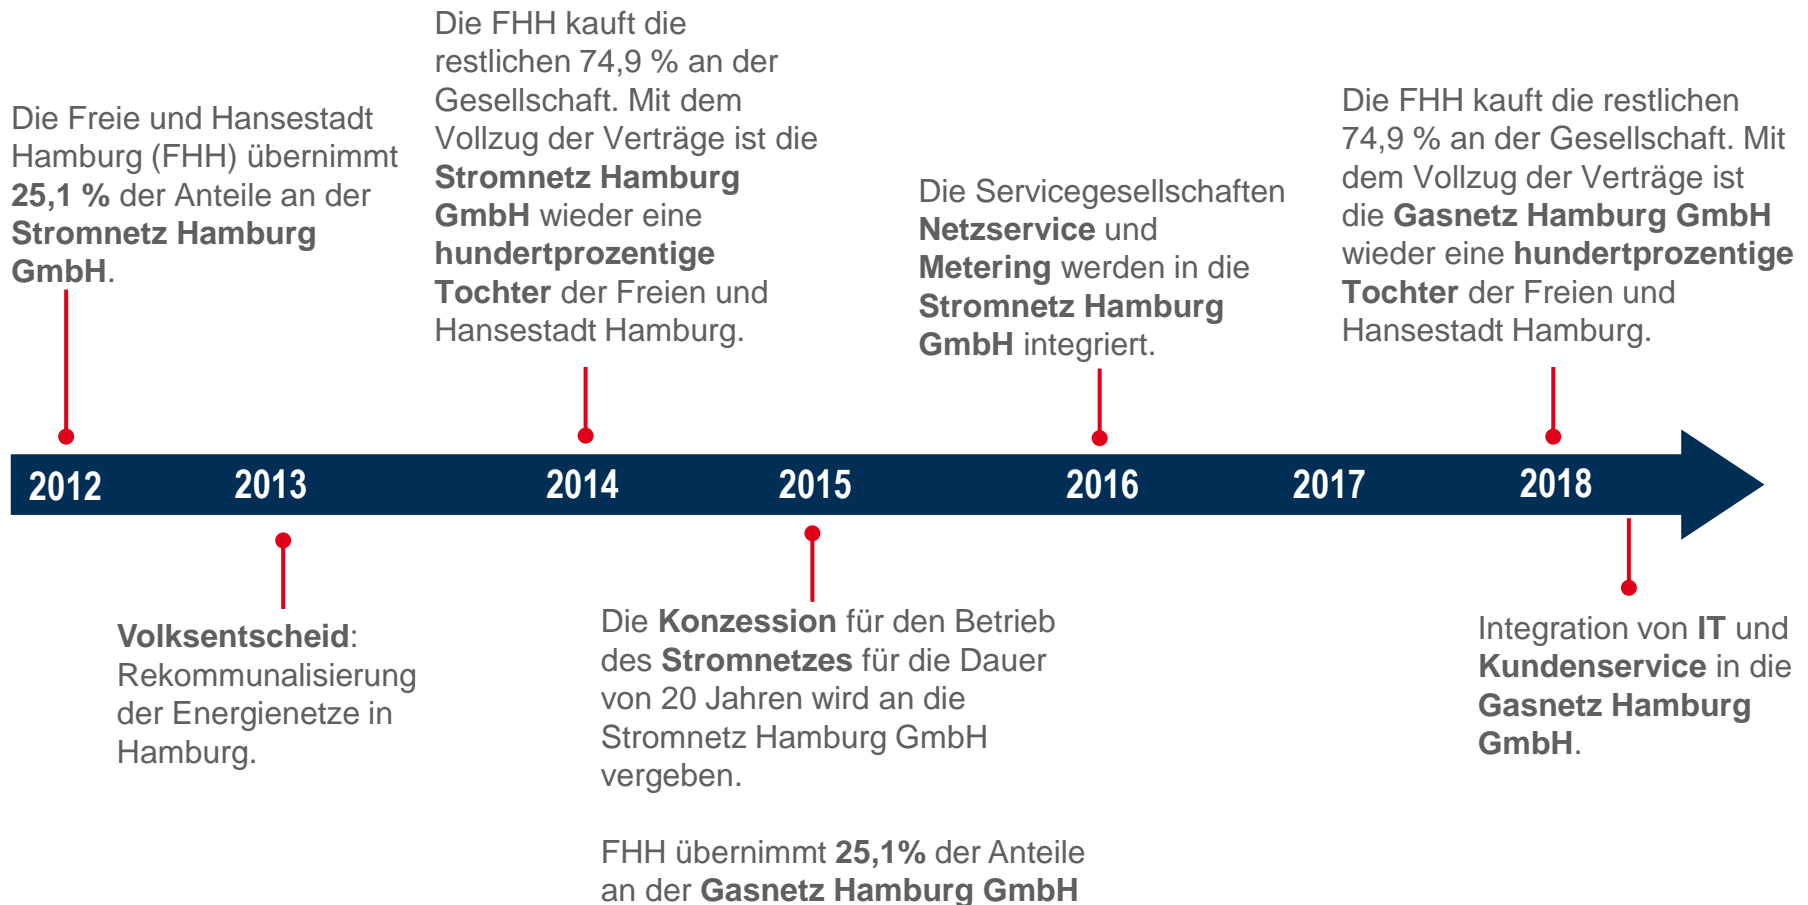 Die Freie und Hansestadt
Hamburg (FHH) übernimmt
25,1 % der Anteile an der
Stromnetz Hamburg
GmbH.
Die FHH kauft die
restlichen 74,9 % an der
Gesellschaft. Mit dem
Vollzug der Verträge ist die
Stromnetz Hamburg
GmbH wieder eine
hundertprozentige
Tochter der Freien und
Hansestadt Hamburg.
Die Servicegesellschaften
Netzservice und
Metering werden in die
Stromnetz Hamburg
GmbH integriert.
Die FHH kauft die restlichen
74,9 % an der Gesellschaft. Mit
dem Vollzug der Verträge ist
die Gasnetz Hamburg GmbH
wieder eine hundertprozentige
Tochter der Freien und
Hansestadt Hamburg.
2012 2013 2014 2015 2016 2017 2018
Volksentscheid:
Rekommunalisierung
der Energienetze in
Hamburg.
Die Konzession für den Betrieb
des Stromnetzes für die Dauer
von 20 Jahren wird an die
Stromnetz Hamburg GmbH
vergeben.
FHH übernimmt 25,1% der Anteile
an der Gasnetz Hamburg GmbH
Integration von IT und
Kundenservice in die
Gasnetz Hamburg
GmbH.